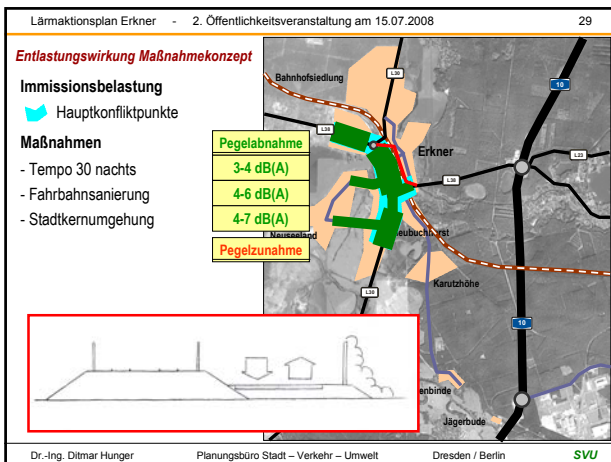 Lärmaktionsplan Erkner - 2. Öffentlichkeitsveranstaltung am 15.07.2008 29
Entlastungswirkung Maßnahmekonzept
Immissionsbelastung
Hauptkonfliktpunkte
Maßnahmen
- Tempo 30 nachts
- Fahrbahnsanierung
- Stadtkernumgehung
Pegelabnahme
3-4 dB(A)
4-6 dB(A)
4-7 dB(A)
Pegelzunahme
Bahnhofsiedlung
L30
10
L38
Erkner
L23
L38
Neuseeland
Neubuchhorst
Karutzhöhe
L30
10
enbinde
Jägerbude
Dr.-Ing. Ditmar Hunger Planungsbüro Stadt – Verkehr – Umwelt Dresden / Berlin SVU